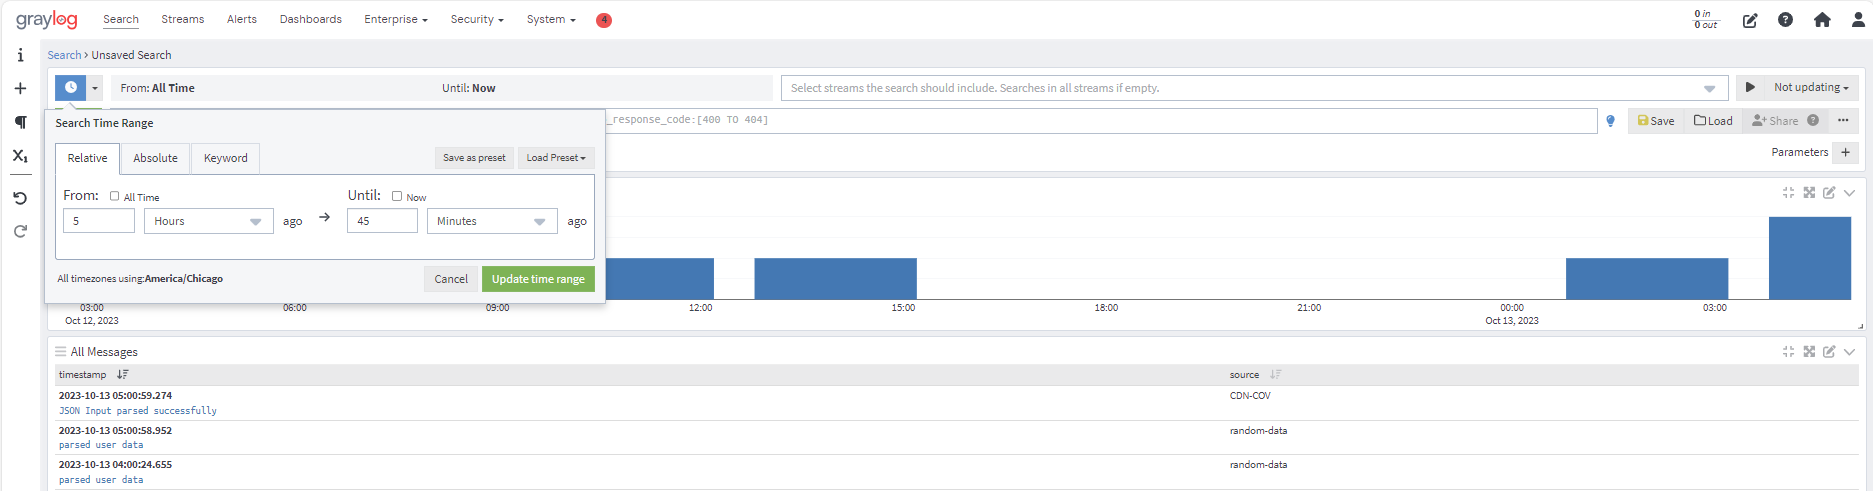 graylog Search Streams Alerts Dashboards Enterprise Security System 4 0 in
0 out
Search > Unsaved Search
From: All Time Until: Now Select streams the search should include. Searches in all streams if empty. Not updating
_response_code:[400 TO 404] Save Load Share ...
Search Time Range
Relative Absolute Keyword Save as preset Load Preset
Parameters +
From: All Time Until: Now
5 Hours ago → 45 Minutes ago
All timezones using:America/Chicago Cancel Update time range
03:00 06:00 09:00 12:00 15:00 18:00 21:00 00:00 03:00
Oct 12, 2023 Oct 13, 2023
All Messages
timestamp source
2023-10-13 05:00:59.274 CDN-COV
JSON Input parsed successfully
2023-10-13 05:00:58.952 random-data
parsed user data
2023-10-13 04:00:24.655 random-data
parsed user data